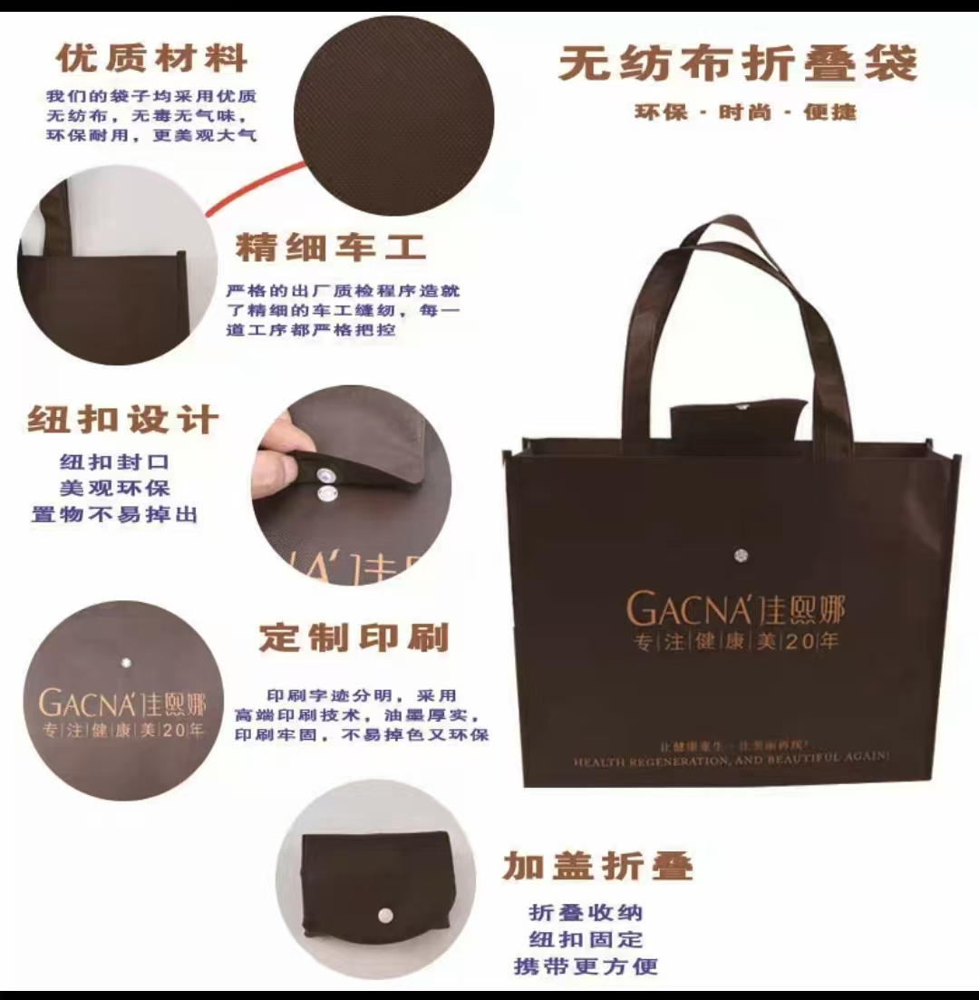 无纺布折叠袋
环保·时尚·便捷
优质材料
我们的袋子均采用优质
无纺布，无毒无气味，
环保耐用，更美观大气
精细车工
严格的出厂质检程序造就
了精细的车工缝纫，每一
道工序都严格把控
纽扣设计
纽扣封口
美观环保
置物不易掉出
定制印刷
印刷字迹分明，采用
高端印刷技术，油墨厚实，
印刷牢固，不易掉色又环保
GACNA′佳熙娜
专|注|健|康|美|20|年
GACNA′佳熙娜
专|注|健|康|美|20|年
让健康重生·让美丽再现!
HEALTH REGENERATION, AND BEAUTIFUL AGAIN!
加盖折叠
折叠收纳
纽扣固定
携带更方便